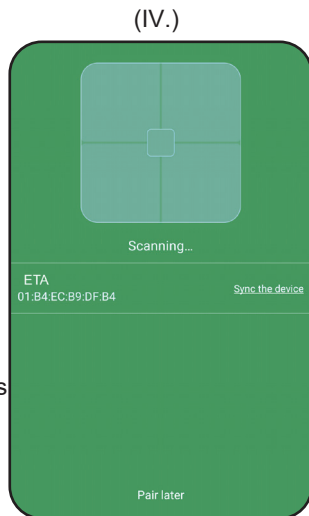 (IV.)
Scanning...
ETA
01:B4:EC:B9:DF:B4
Sync the device
s
Pair later